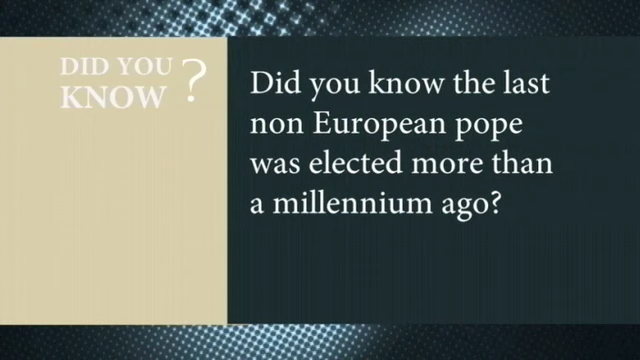 DID YOU
KNOW ?
Did you know the last
non European pope
was elected more than
a millennium ago?